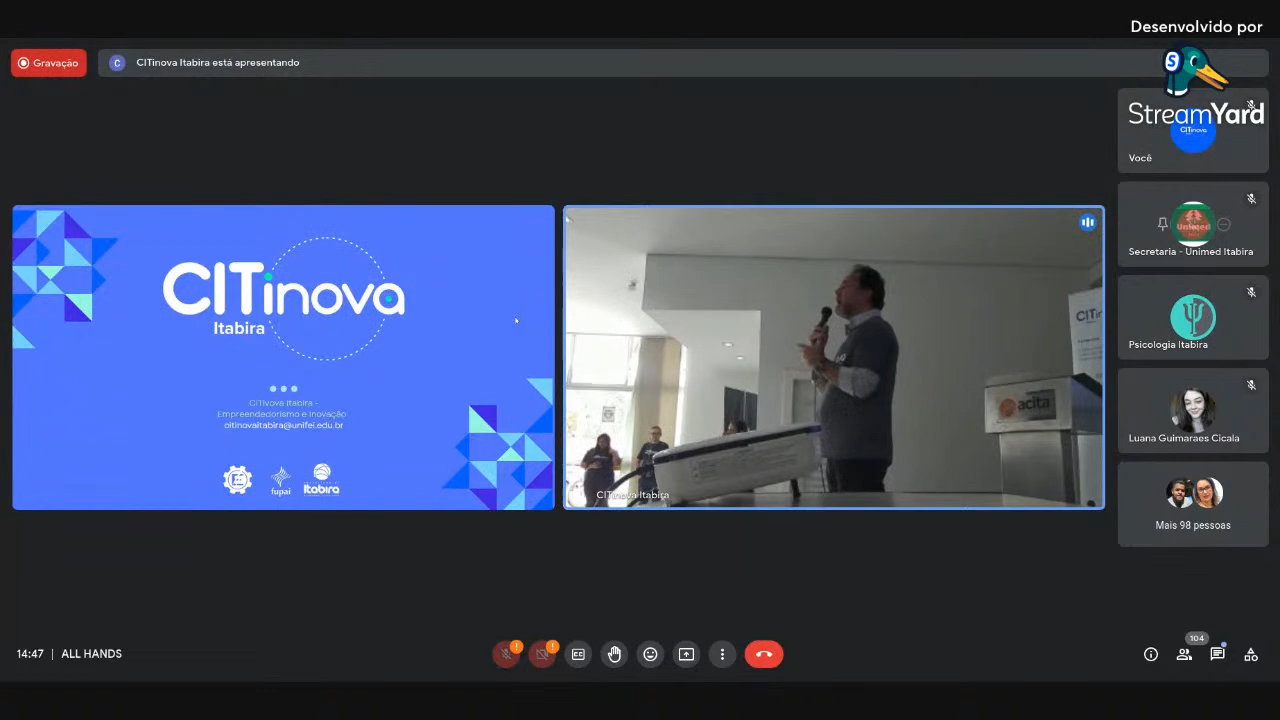 Desenvolvido por
StreamYard
Gravação
C
CITinova Itabira está apresentando
CITinova
Itabira
CITinova Itabira -
Empreendedorismo e Inovação
citinovaitabira@unifei.edu.br
fupai
Itabira
acita
CITinova Itabira
CITinova
Você
Unimed
Secretaria - Unimed Itabira
Psicologia Itabira
Luana Guimaraes Cicala
Mais 98 pessoas
14:47 | ALL HANDS
104